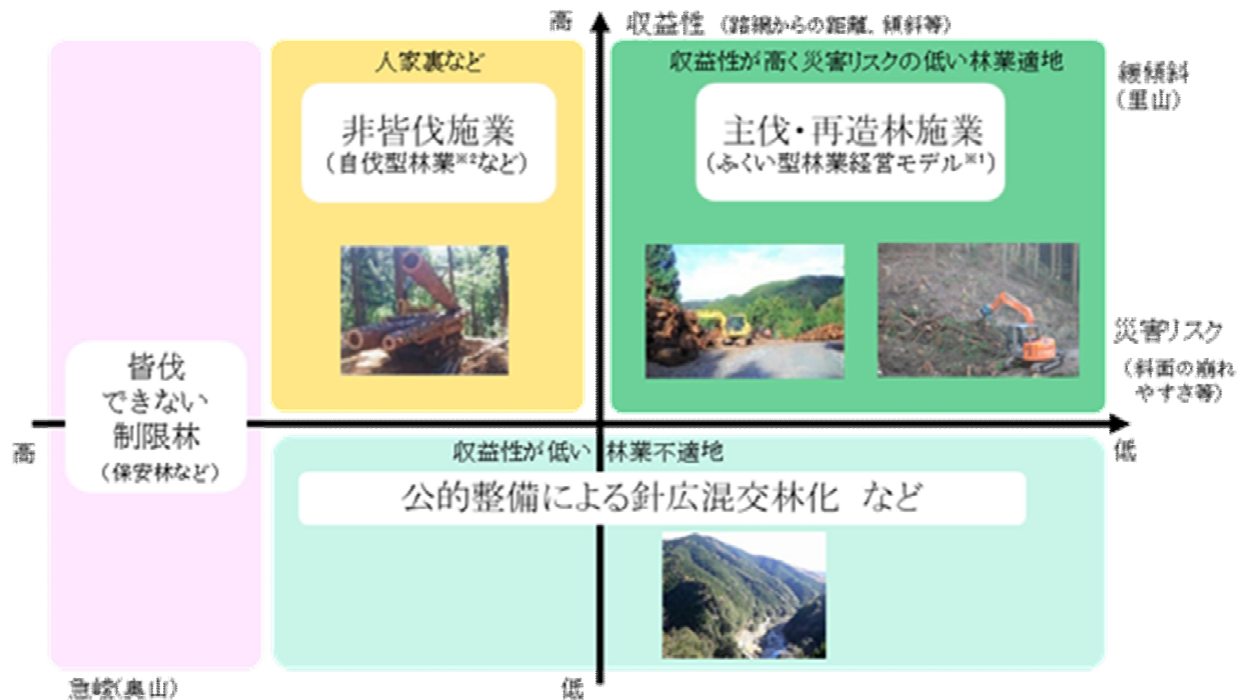 高
収益性 (路網からの距離、傾斜等)
人家裏など
非皆伐施業
(自伐型林業※2など)
収益性が高く災害リスクの低い林業適地
主伐・再造林施業
(ふくい型林業経営モデル※1)
緩傾斜
(里山)
災害リスク
(斜面の崩れ
やすさ等)
皆伐
できない
制限林
(保安林など)
高
低
収益性が低い 林業不適地
公的整備による針広混交林化 など
急峻(奥山)
低